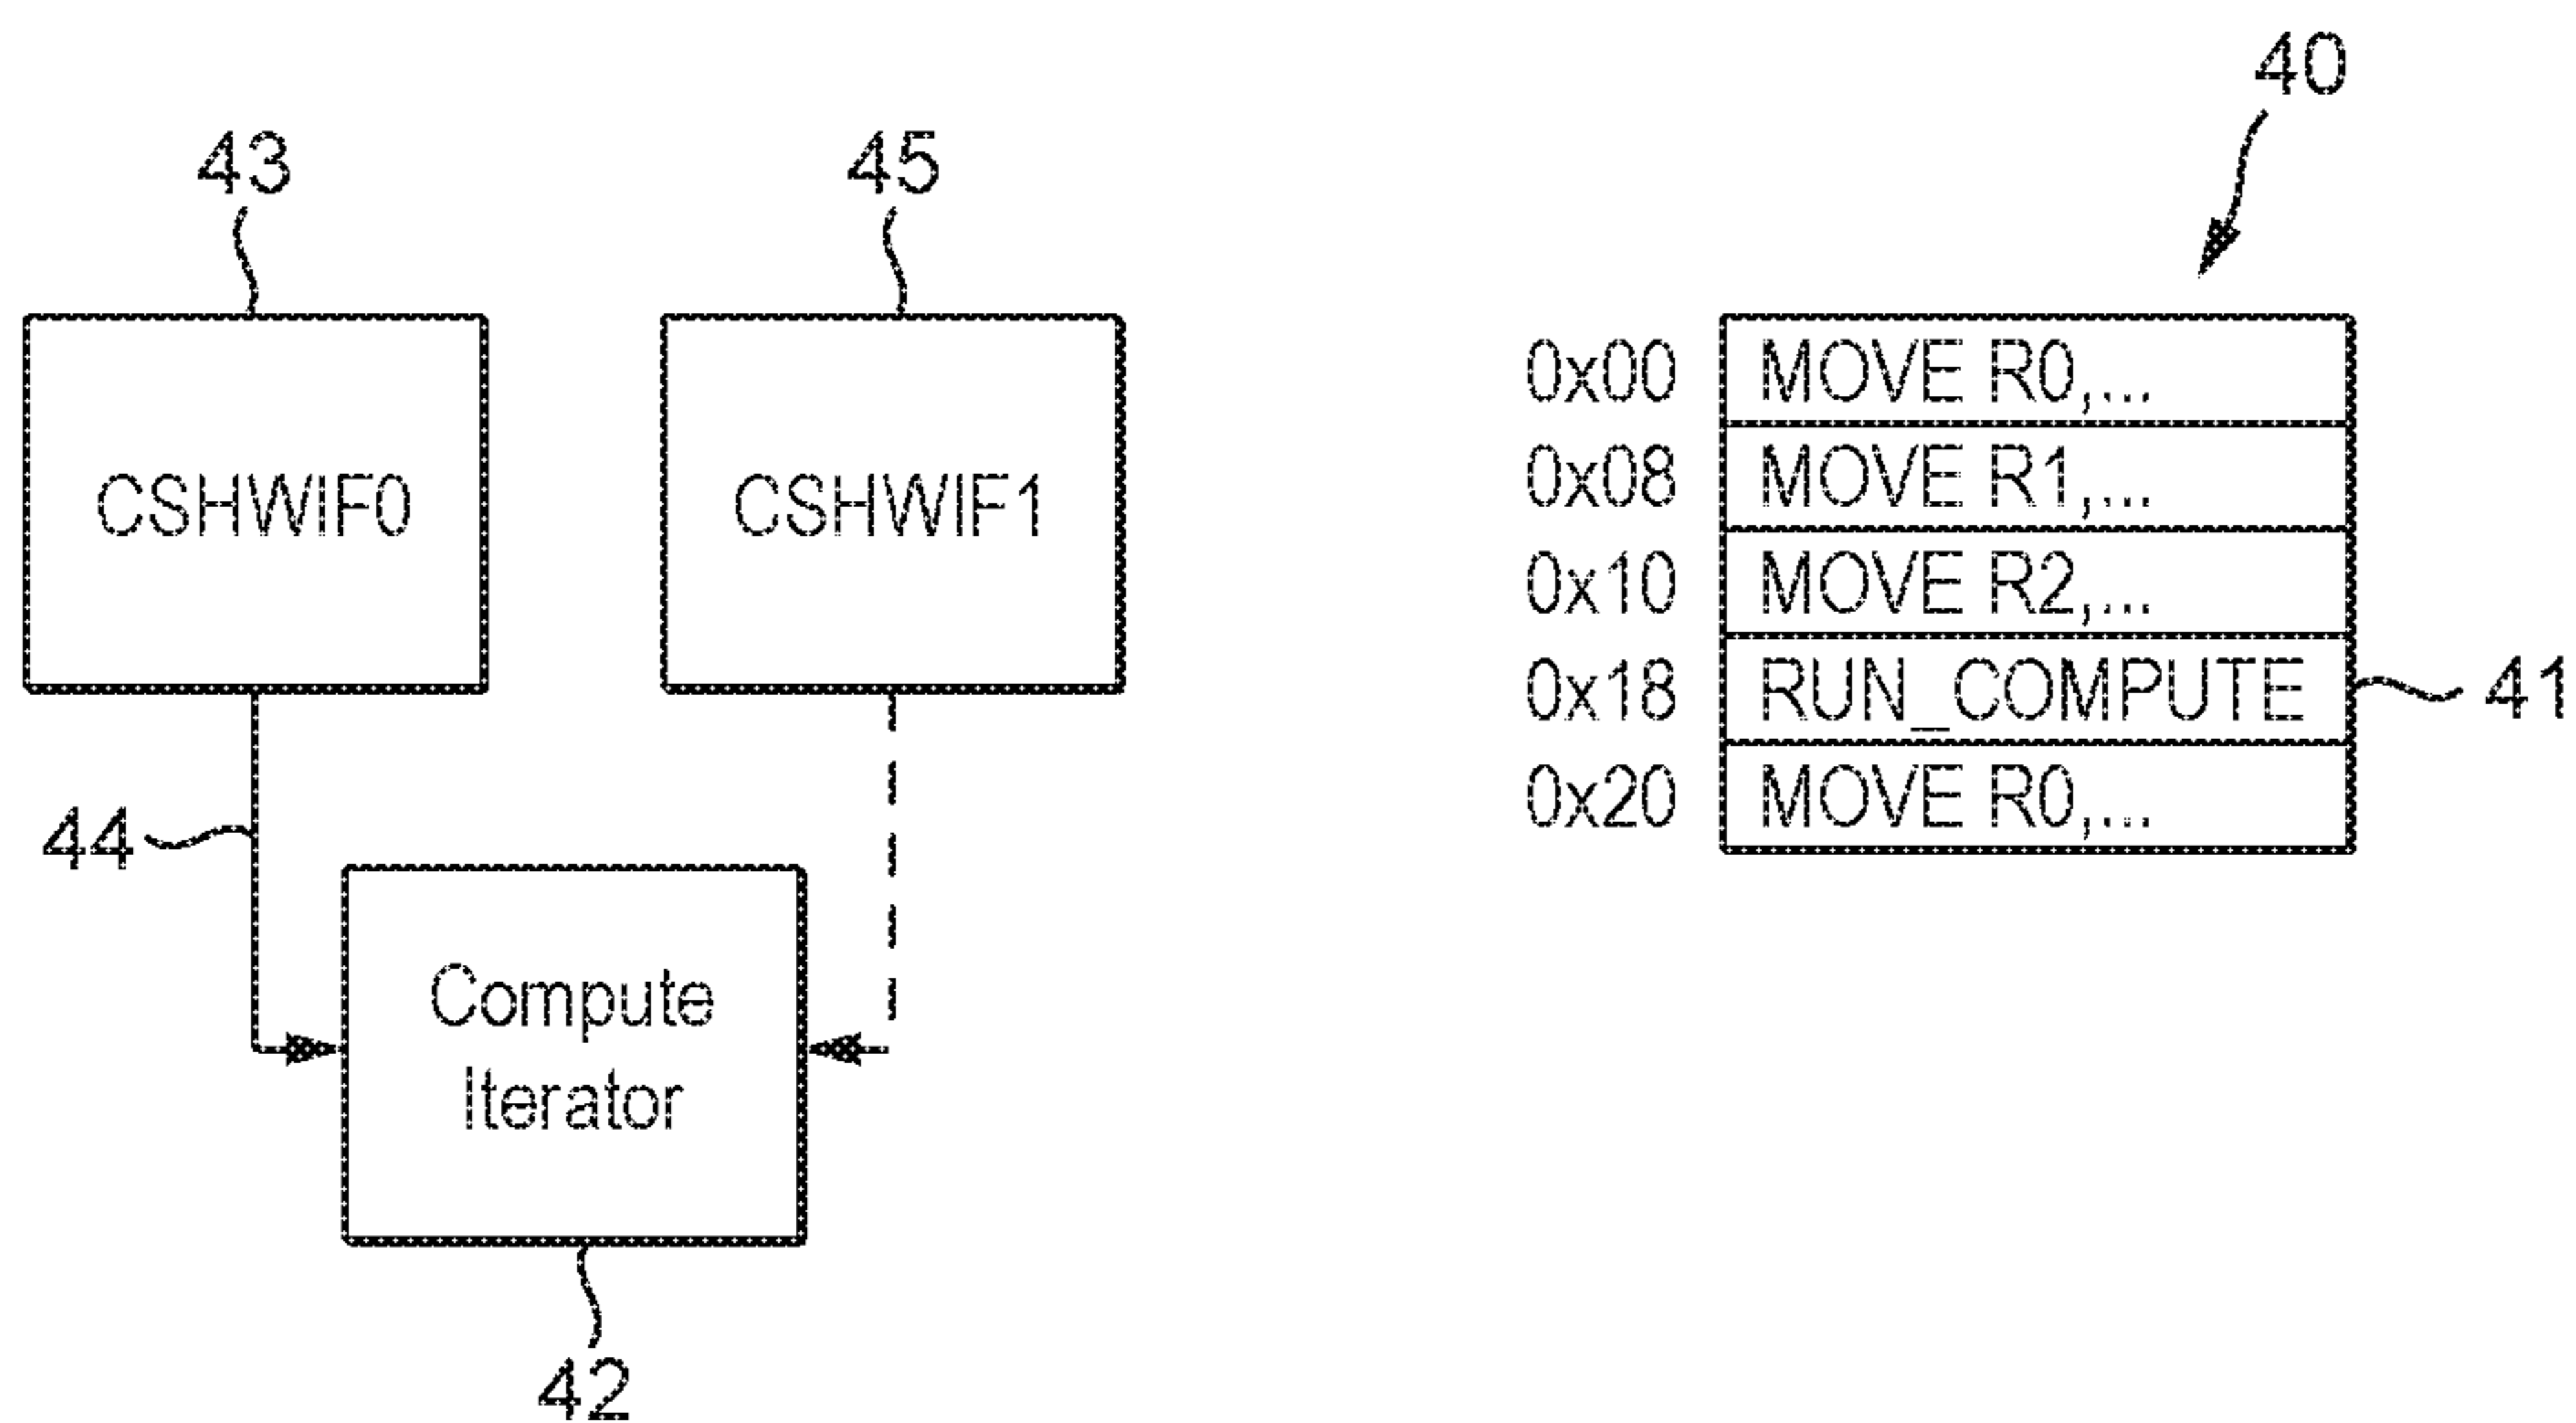 40
43
45
CSHWIF0
CSHWIF1
44
Compute
Iterator
42
0x00 MOVE R0,...
0x08 MOVE R1,...
0x10 MOVE R2,...
0x18 RUN_COMPUTE 41
0x20 MOVE R0,...